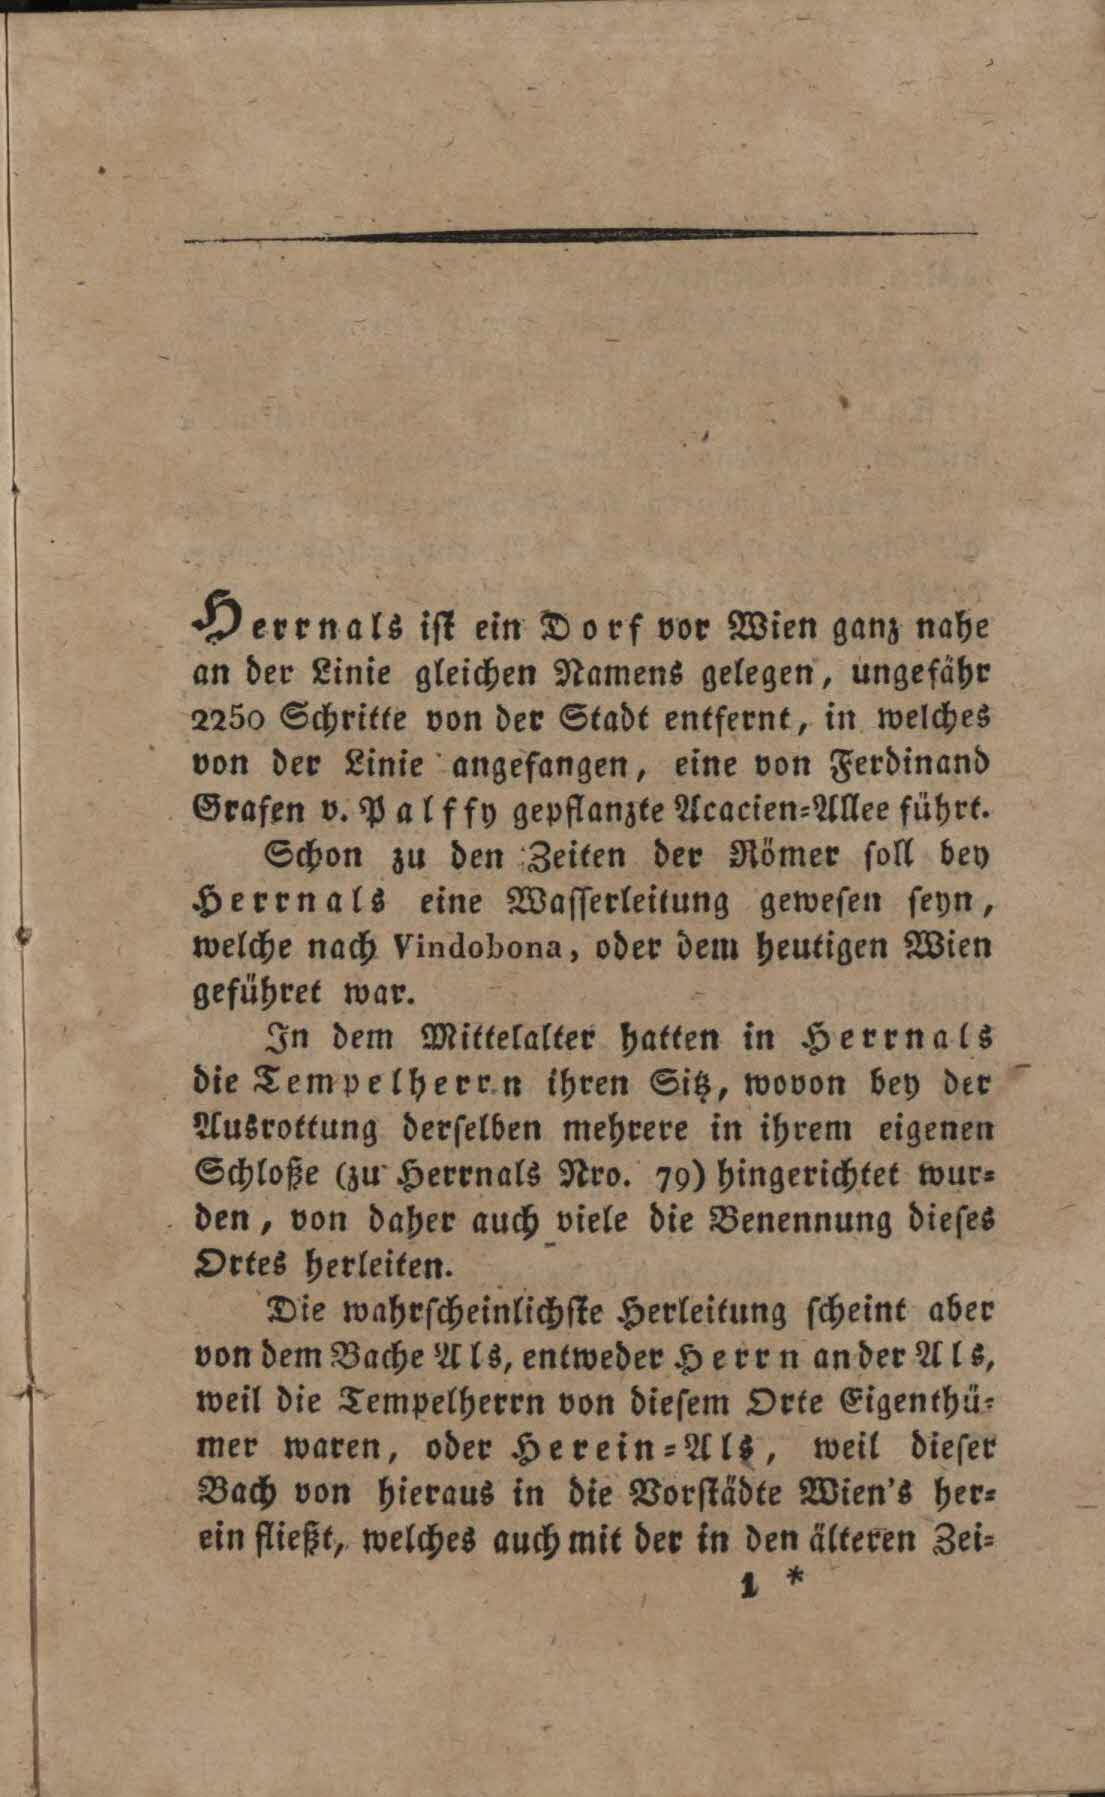 Herrnals ist ein Dorf vor Wien ganz nahe
an der Linie gleichen Namens gelegen, ungefähr
2250 Schritte von der Stadt entfernt, in welches
von der Linie angefangen, eine von Ferdinand
Grafen v. Palffy gepflanzte Acacien=Allee führt.
Schon zu den Zeiten der Römer soll bey
Herrnals eine Wasserleitung gewesen seyn,
welche nach Vindobona, oder dem heutigen Wien
geführet war.
In dem Mittelalter hatten in Herrnals
die Tempelherrn ihren Sitz, wovon bey der
Ausrottung derselben mehrere in ihrem eigenen
Schloße (zu Herrnals Nro. 79) hingerichtet wur=
den, von daher auch viele die Benennung dieses
Ortes herleiten.
Die wahrscheinlichste Herleitung scheint aber
von dem Bache Als, entweder Herrn an der Als,
weil die Tempelherrn von diesem Orte Eigenthü=
mer waren, oder Herein=Als, weil dieser
Bach von hieraus in die Vorstädte Wien's her=
ein fließt, welches auch mit der in den älteren Zei=
1 *